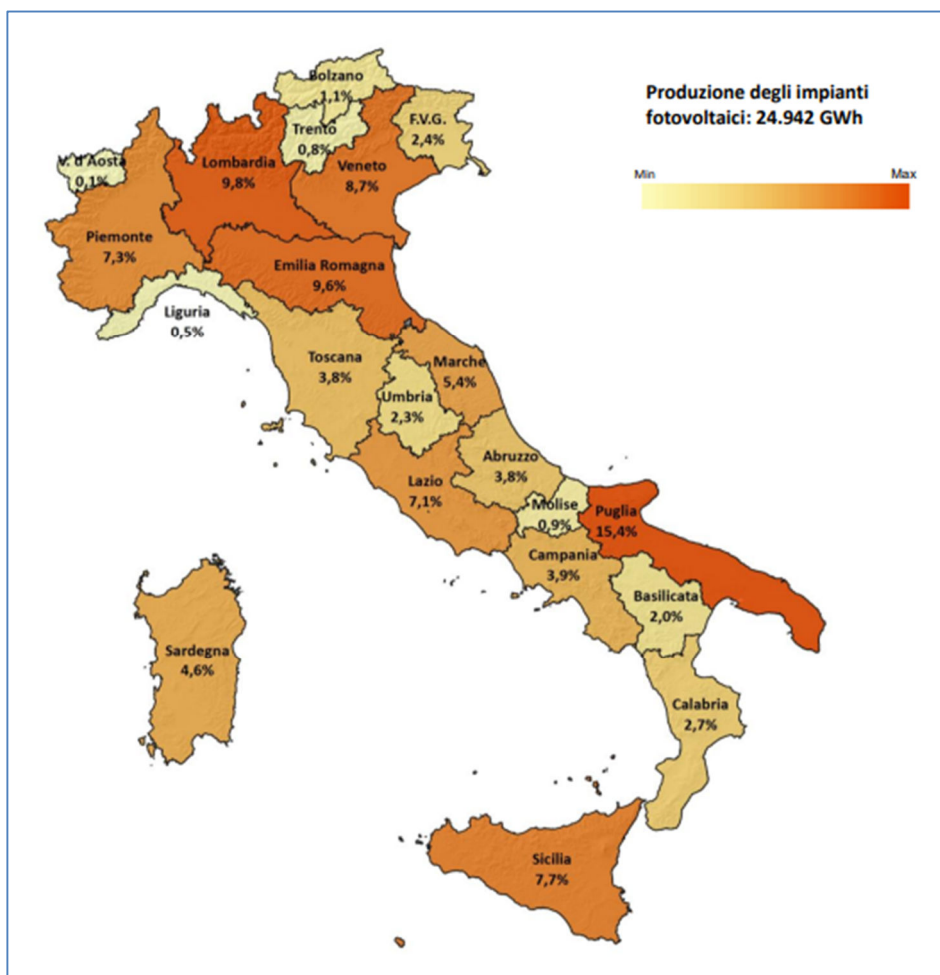 Bolzano
1,1%
Produzione degli impianti
fotovoltaici: 24.942 GWh
Min
Max
F.V.G.
2,4%
Trento
0,8%
V. d'Aosta
0,1%
Lombardia
9,8%
Veneto
8,7%
Piemonte
7,3%
Emilia Romagna
9,6%
Liguria
0,5%
Toscana
3,8%
Marche
5,4%
Umbria
2,3%
Abruzzo
3,8%
Lazio
7,1%
Molise
0,9%
Puglia
15,4%
Campania
3,9%
Basilicata
2,0%
Sardegna
4,6%
Calabria
2,7%
Sicilia
7,7%